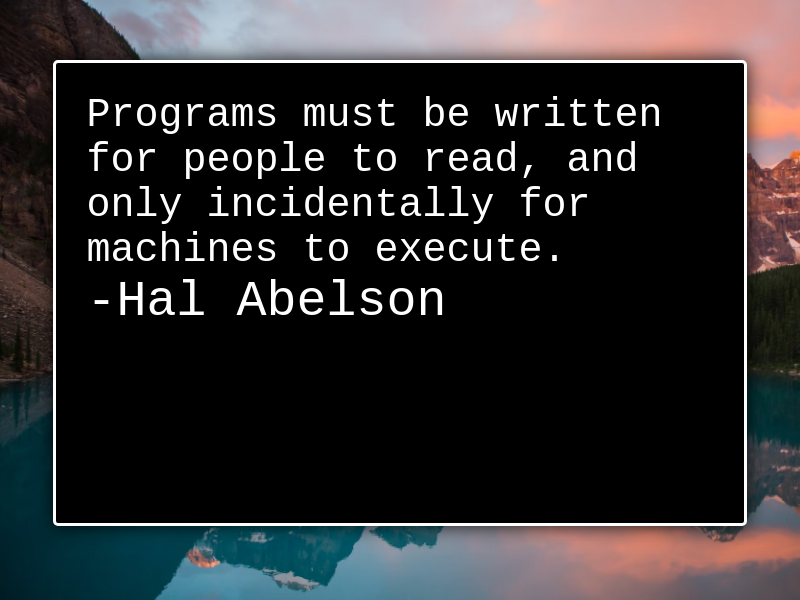 Programs must be written
for people to read, and
only incidentally for
machines to execute.
-Hal Abelson